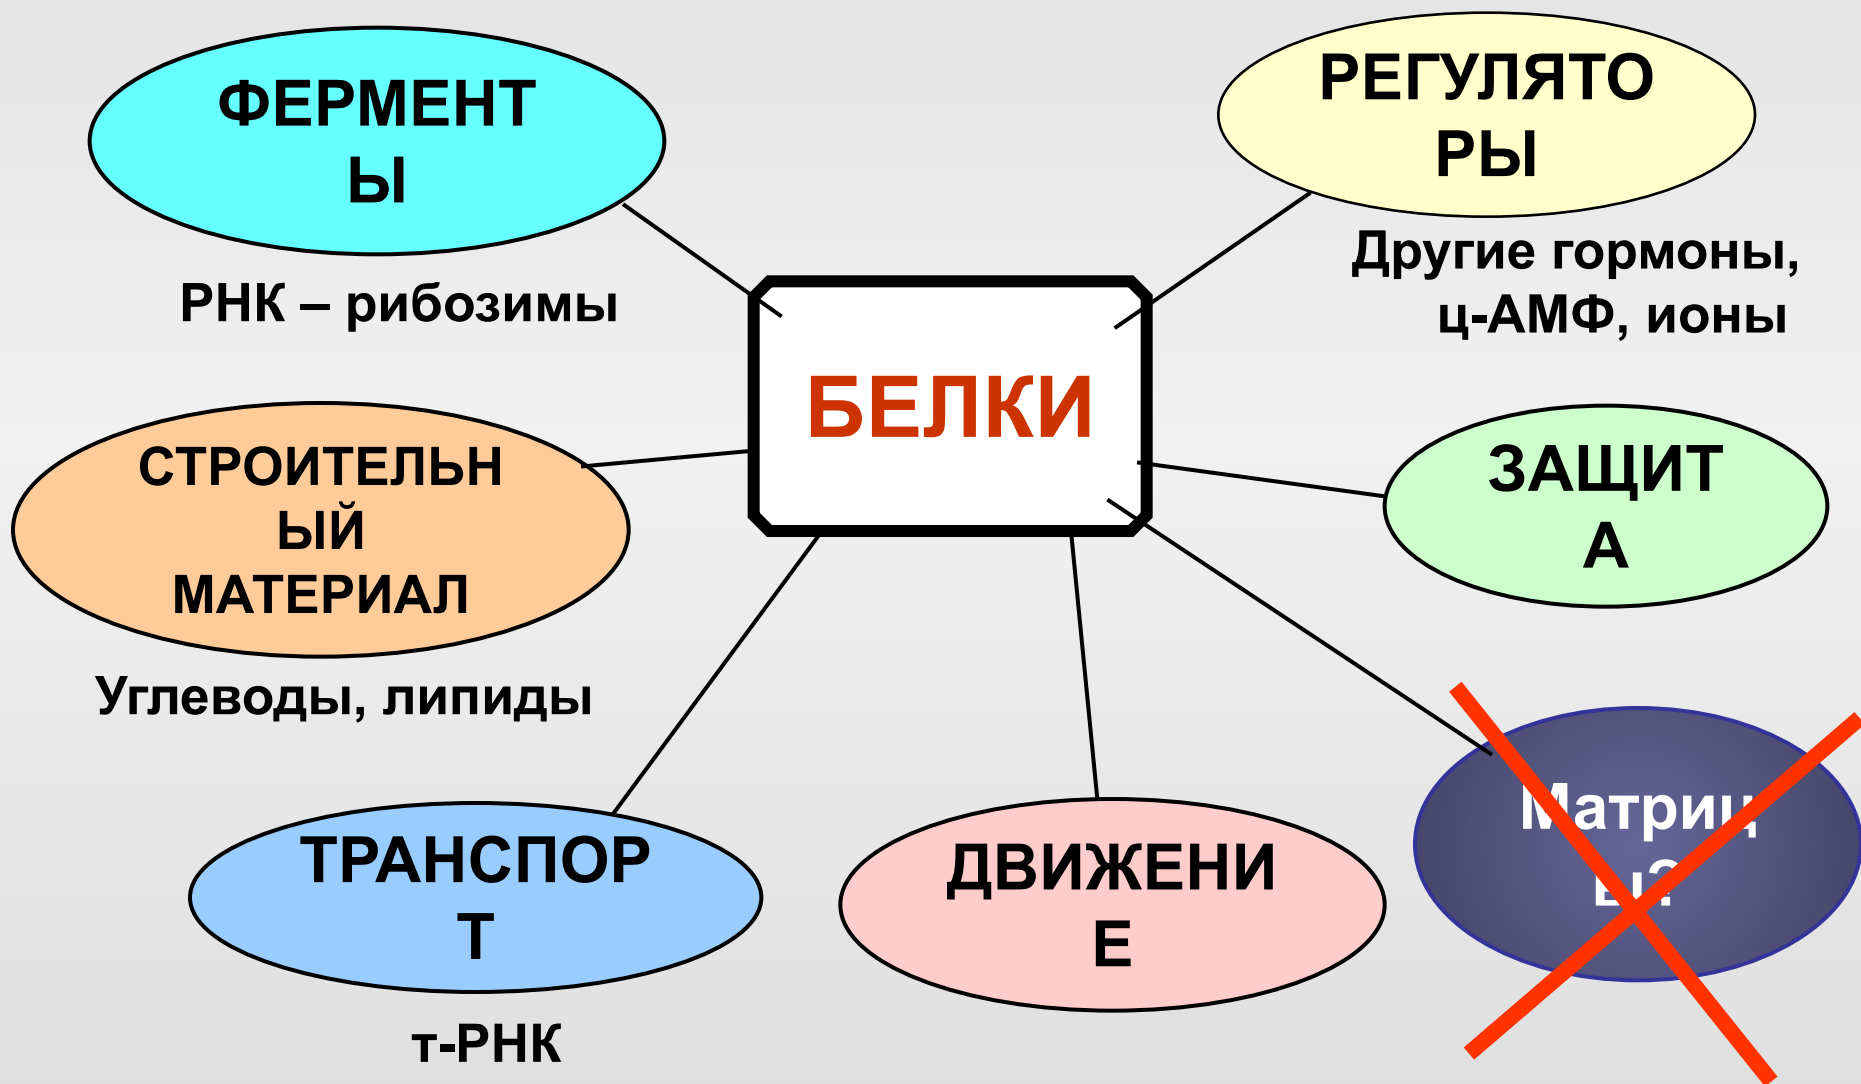 ФЕРМЕНТ
Ы
РНК – рибозимы
РЕГУЛЯТО
РЫ
Другие гормоны,
ц-АМФ, ионы
БЕЛКИ
СТРОИТЕЛЬН
ЫЙ
МАТЕРИАЛ
Углеводы, липиды
ЗАЩИТ
А
ТРАНСПОР
Т
т-РНК
ДВИЖЕНИ
Е
Матриц
ы?